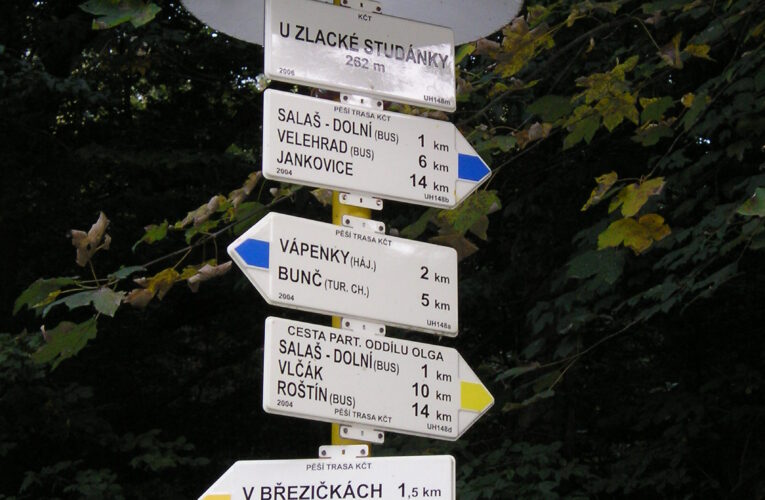 KČT
U ZLACKÉ STUDÁNKY
262 m
2006 UH148m
PĚŠÍ TRASA KČT
SALAŠ - DOLNÍ (BUS) 1 km
VELEHRAD (BUS) 6 km
JANKOVICE 14 km
2004 UH148b
PĚŠÍ TRASA KČT
VÁPENKY (HÁJ.) 2 km
BUNČ (TUR. CH.) 5 km
2004 UH148a
CESTA PART. ODDÍLU OLGA
SALAŠ - DOLNÍ (BUS) 1 km
VLČÁK 10 km
ROŠTÍN (BUS) 14 km
2004 PĚŠÍ TRASA KČT UH148d
PĚŠÍ TRASA KČT
V BŘEZIČKÁCH 1,5 km